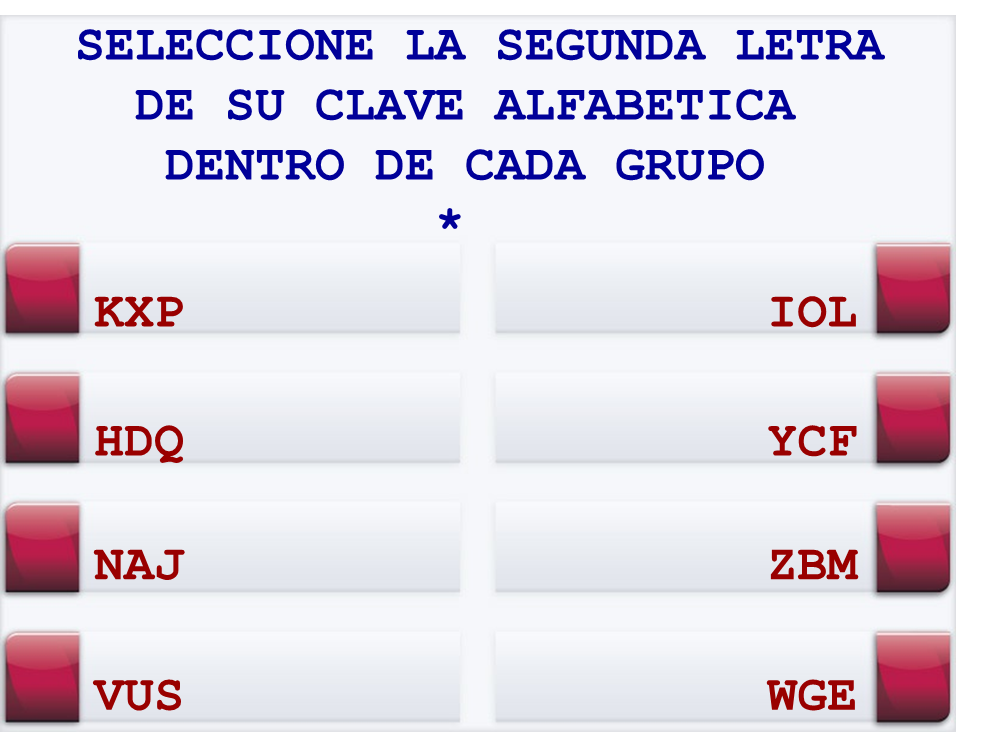 SELECCIONE LA SEGUNDA LETRA
DE SU CLAVE ALFABETICA
DENTRO DE CADA GRUPO
*
KXP
IOL
HDQ
YCF
NAJ
ZBM
VUS
WGE